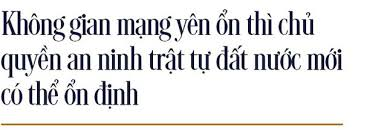 Không gian mạng yên ổn thì chủ
quyền an ninh trật tự đất nước mới
có thể ổn định